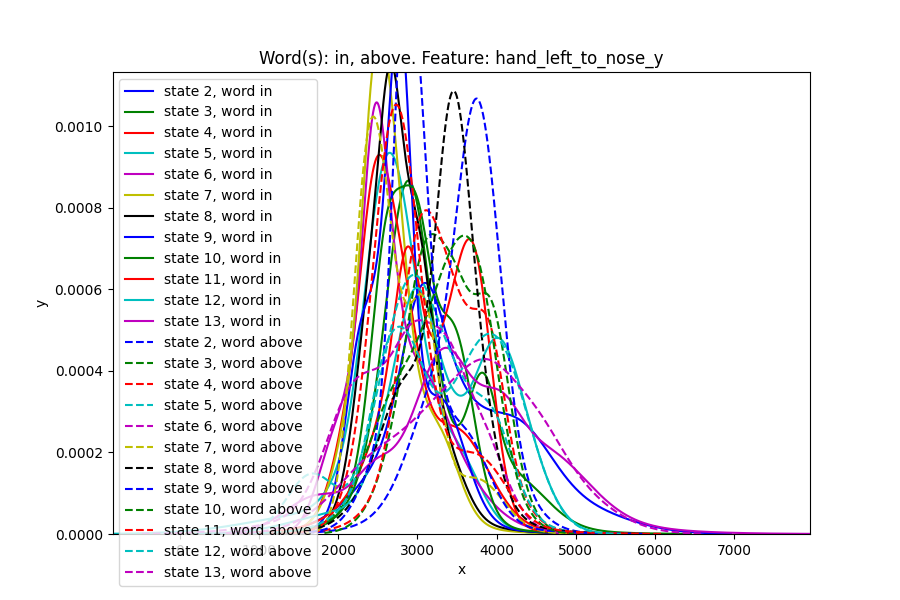 Word(s): in, above. Feature: hand_left_to_nose_y
y
0.0010
0.0008
0.0006
0.0004
0.0002
0.0000
state 2, word in
state 3, word in
state 4, word in
state 5, word in
state 6, word in
state 7, word in
state 8, word in
state 9, word in
state 10, word in
state 11, word in
state 12, word in
state 13, word in
state 2, word above
state 3, word above
state 4, word above
state 5, word above
state 6, word above
state 7, word above
state 8, word above
state 9, word above
state 10, word above
state 11, word above
state 12, word above
state 13, word above
2000 3000 4000 5000 6000 7000
x